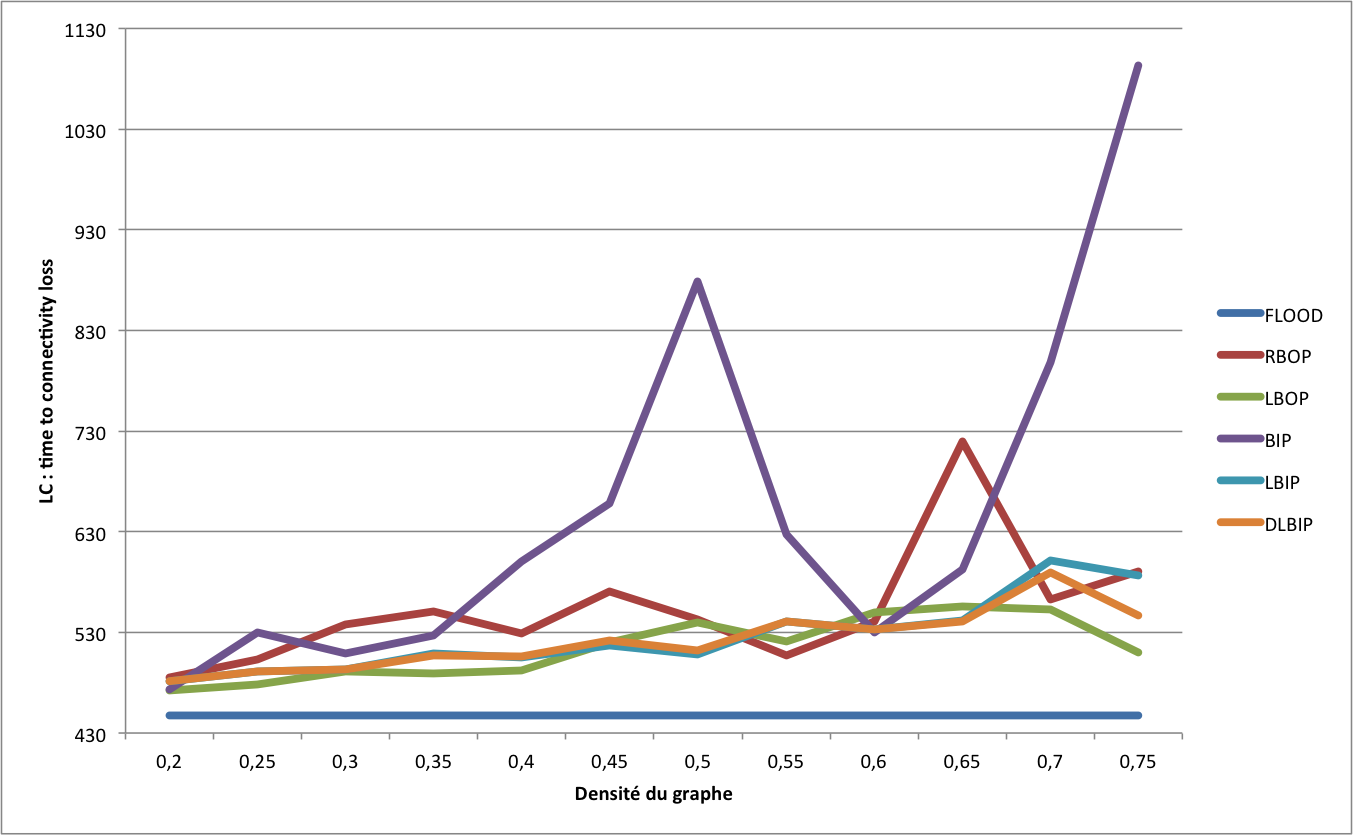 1130
1030
930
830
730
630
530
430
LC : time to connectivity loss
0,2 0,25 0,3 0,35 0,4 0,45 0,5 0,55 0,6 0,65 0,7 0,75
Densité du graphe
FLOOD
RBOP
LBOP
BIP
LBIP
DLBIP